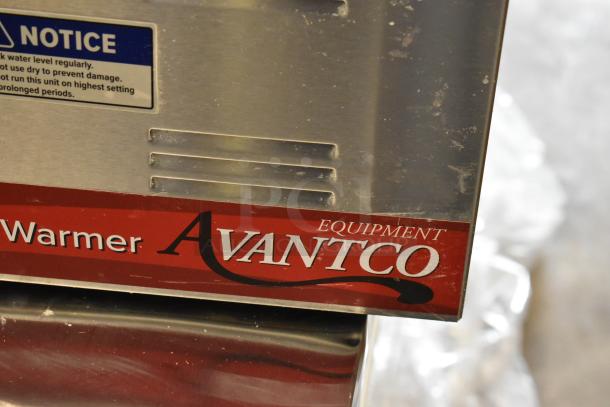 NOTICE
k water level regularly.
ot use dry to prevent damage.
ot run this unit on highest setting
prolonged periods.
Warmer AVANTCO
EQUIPMENT
PCI